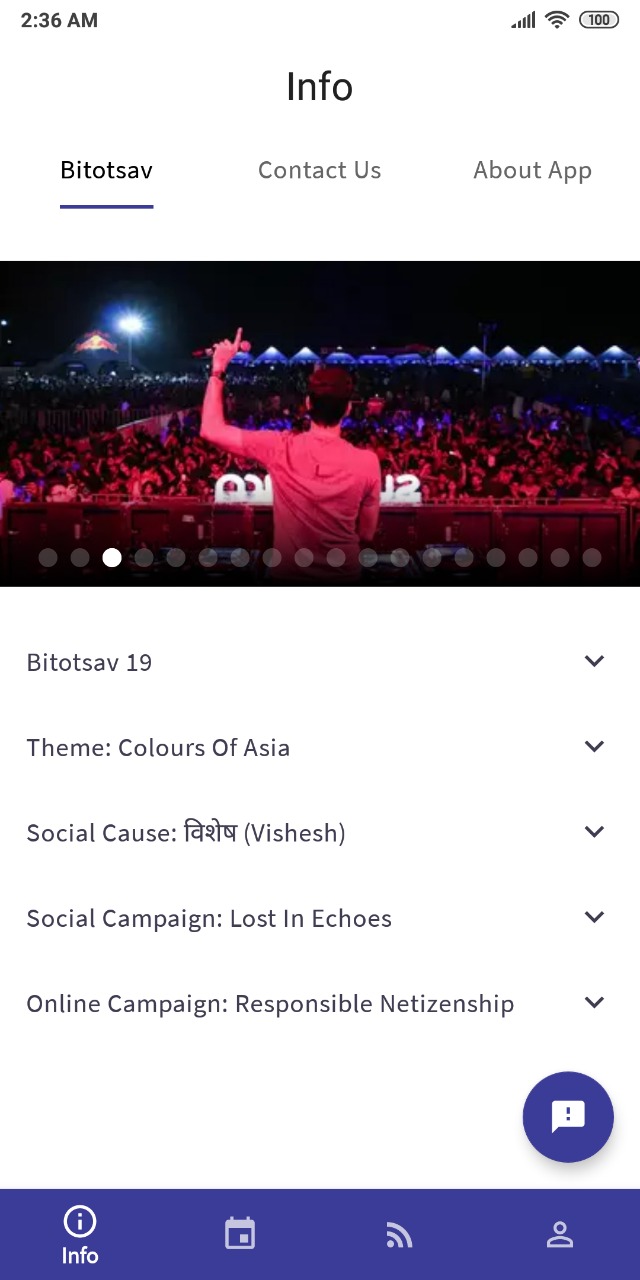 2:36 AM
100
Info
Bitotsav
Contact Us
About App
Bitotsav 19
Theme: Colours Of Asia
Social Cause: विशेष (Vishesh)
Social Campaign: Lost In Echoes
Online Campaign: Responsible Netizenship
Info